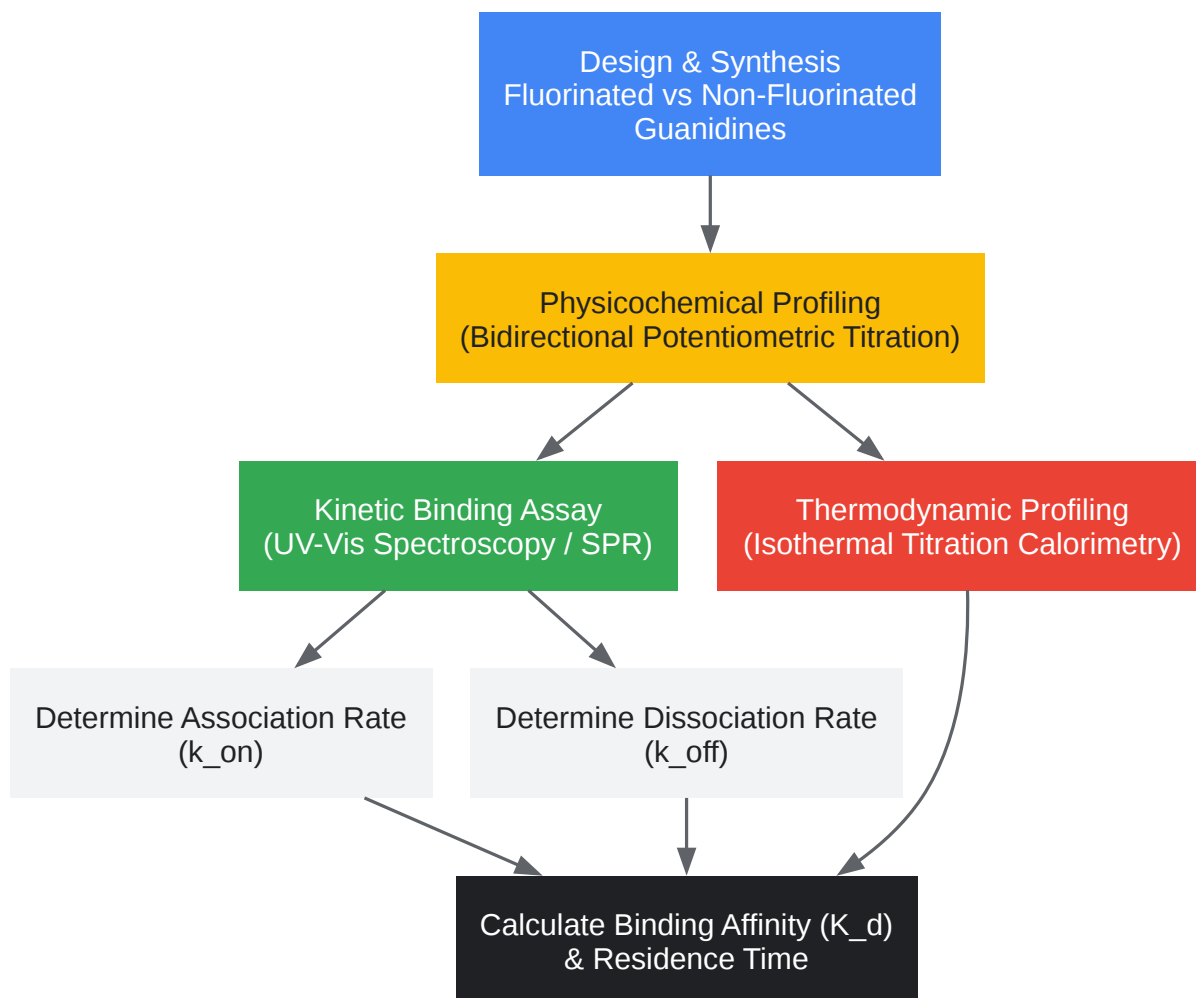 Design & Synthesis
Fluorinated vs Non-Fluorinated
Guanidines
Physicochemical Profiling
(Bidirectional Potentiometric Titration)
Kinetic Binding Assay
(UV-Vis Spectroscopy / SPR)
Thermodynamic Profiling
(Isothermal Titration Calorimetry)
Determine Association Rate
(k_on)
Determine Dissociation Rate
(k_off)
Calculate Binding Affinity (K_d)
& Residence Time